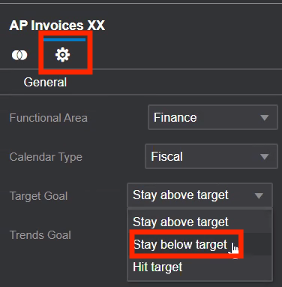 AP Invoices XX
General
Functional Area Finance
Calendar Type Fiscal
Target Goal Stay above target
Stay above target
Trends Goal
Stay below target
Hit target